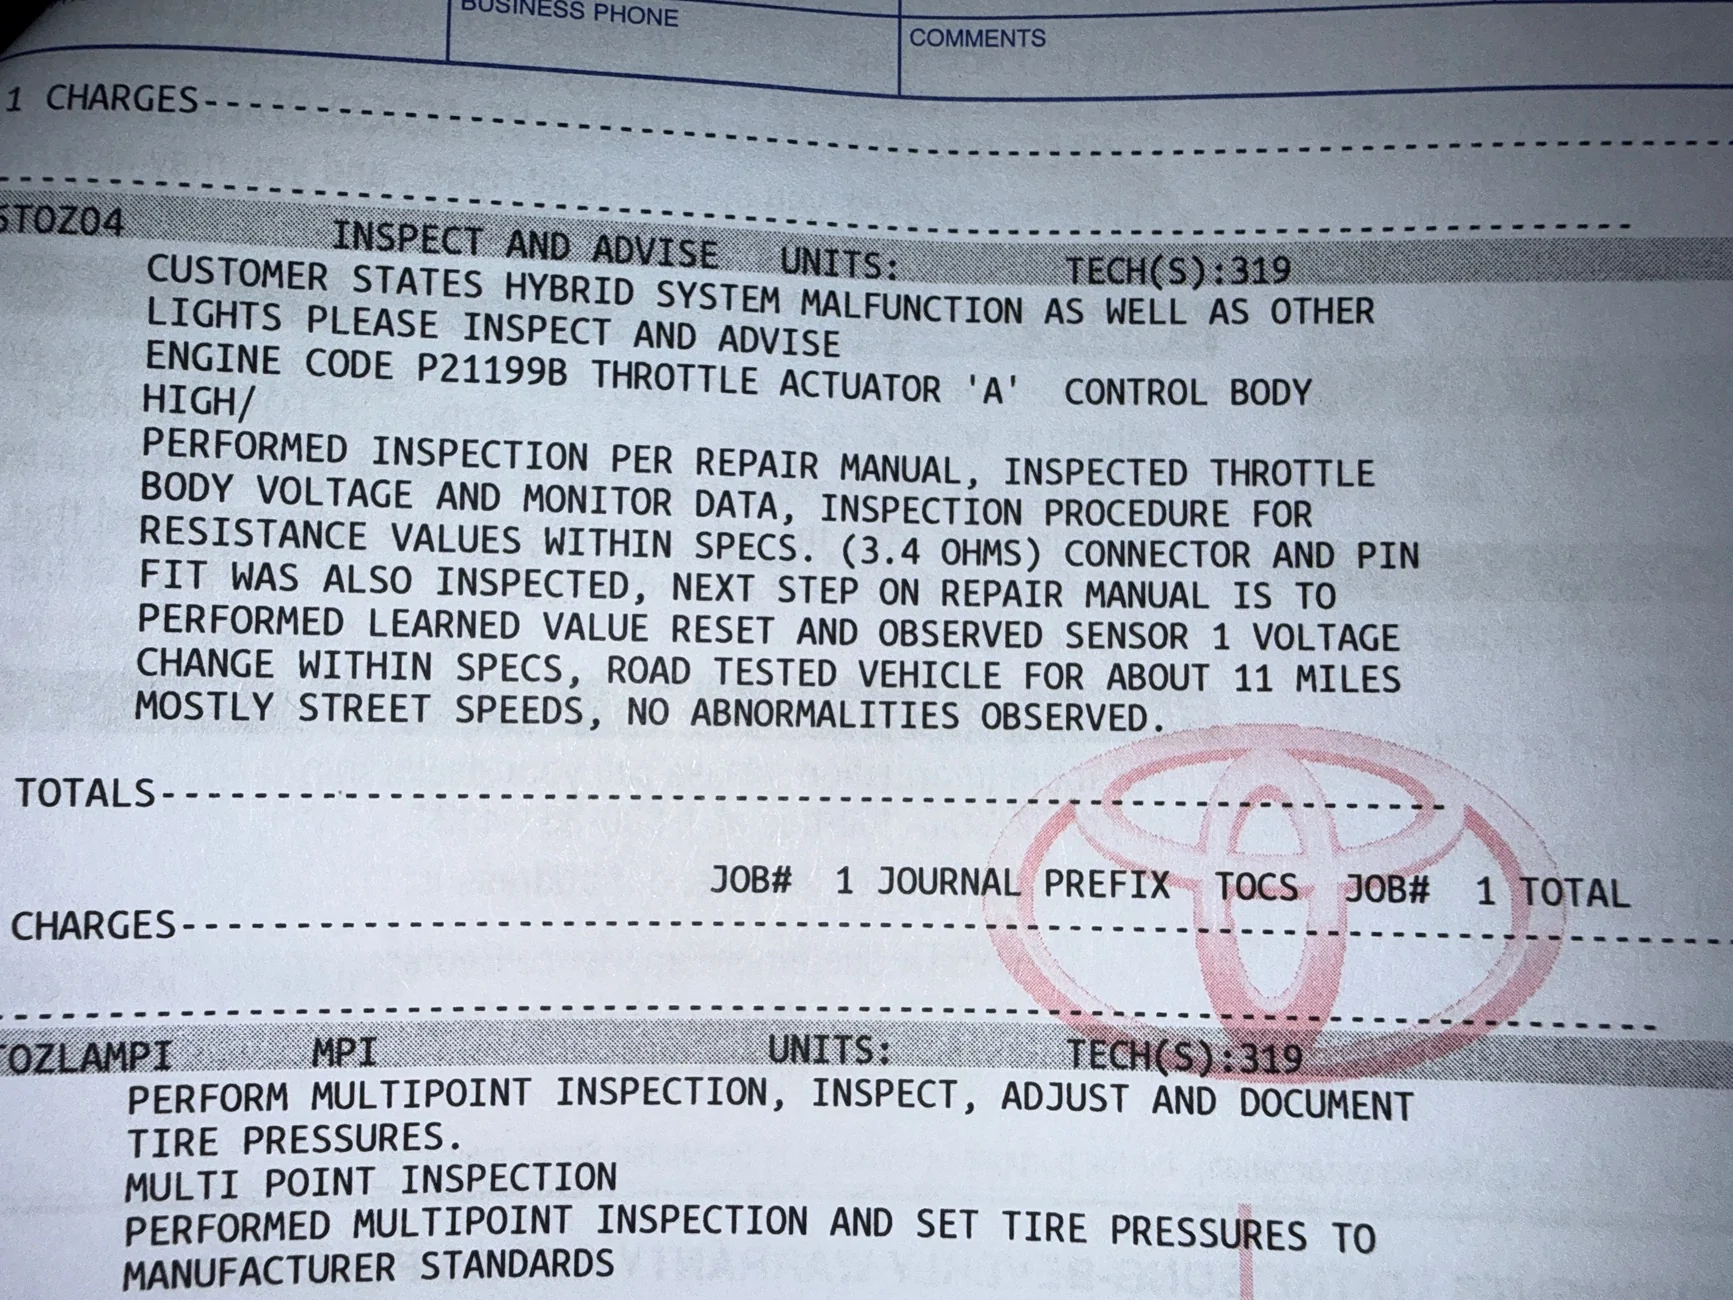 BUSINESS PHONE
COMMENTS
1 CHARGES-----------------------------------------------------------
-----------------------------------------------------------------------
STOZ04 INSPECT AND ADVISE UNITS: TECH(S):319
CUSTOMER STATES HYBRID SYSTEM MALFUNCTION AS WELL AS OTHER
LIGHTS PLEASE INSPECT AND ADVISE
ENGINE CODE P21199B THROTTLE ACTUATOR 'A' CONTROL BODY
HIGH/
PERFORMED INSPECTION PER REPAIR MANUAL, INSPECTED THROTTLE
BODY VOLTAGE AND MONITOR DATA, INSPECTION PROCEDURE FOR
RESISTANCE VALUES WITHIN SPECS. (3.4 OHMS) CONNECTOR AND PIN
FIT WAS ALSO INSPECTED, NEXT STEP ON REPAIR MANUAL IS TO
PERFORMED LEARNED VALUE RESET AND OBSERVED SENSOR 1 VOLTAGE
CHANGE WITHIN SPECS, ROAD TESTED VEHICLE FOR ABOUT 11 MILES
MOSTLY STREET SPEEDS, NO ABNORMALITIES OBSERVED.
TOTALS----------------------------------------------------------
JOB# 1 JOURNAL PREFIX TOCS JOB# 1 TOTAL
CHARGES--------------------------------------------------------------------
-----------------------------------------------------------------------
OZLAMPI MPI UNITS: TECH(S):319
PERFORM MULTIPOINT INSPECTION, INSPECT, ADJUST AND DOCUMENT
TIRE PRESSURES.
MULTI POINT INSPECTION
PERFORMED MULTIPOINT INSPECTION AND SET TIRE PRESSURES TO
MANUFACTURER STANDARDS